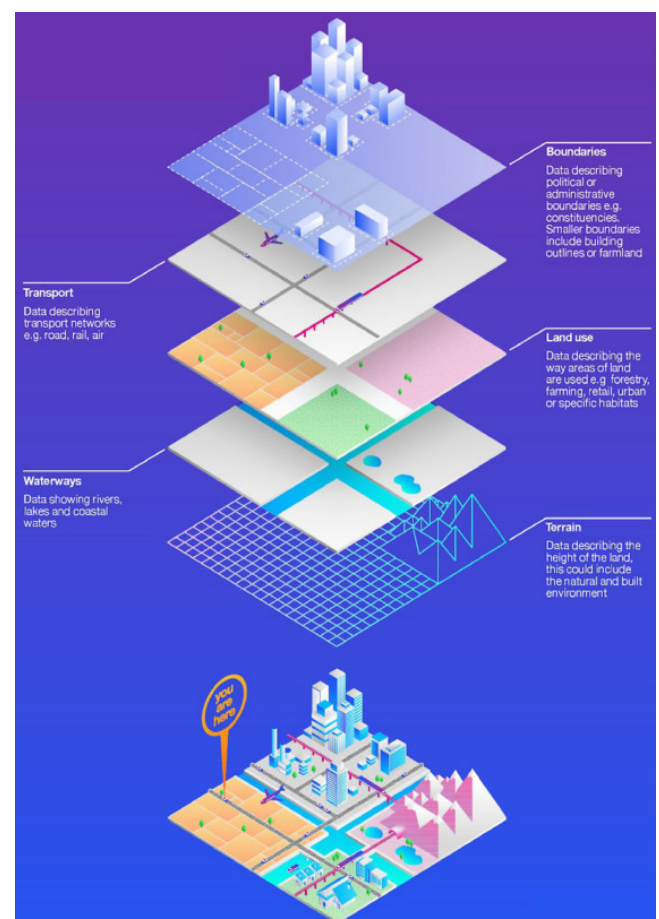 Boundaries
Data describing
political or
administrative
boundaries e.g.
constituencies.
Smaller boundaries
include building
outlines or farmland
Transport
Data describing
transport networks
e.g. road, rail, air
Land use
Data describing the
way areas of land
are used e.g forestry,
farming, retail, urban
or specific habitats
Waterways
Data showing rivers,
lakes and coastal
waters
Terrain
Data describing the
height of the land,
this could include
the natural and built
environment
you
are
here